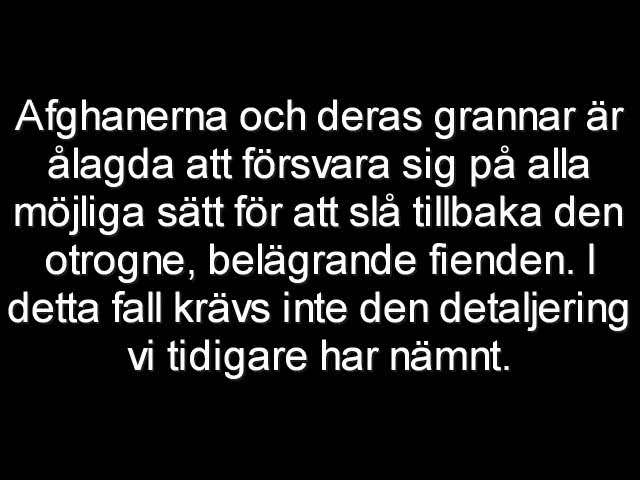 Afghanerna och deras grannar är
ålagda att försvara sig på alla
möjliga sätt för att slå tillbaka den
otrogne, belägrande fienden. I
detta fall krävs inte den detaljering
vi tidigare har nämnt.